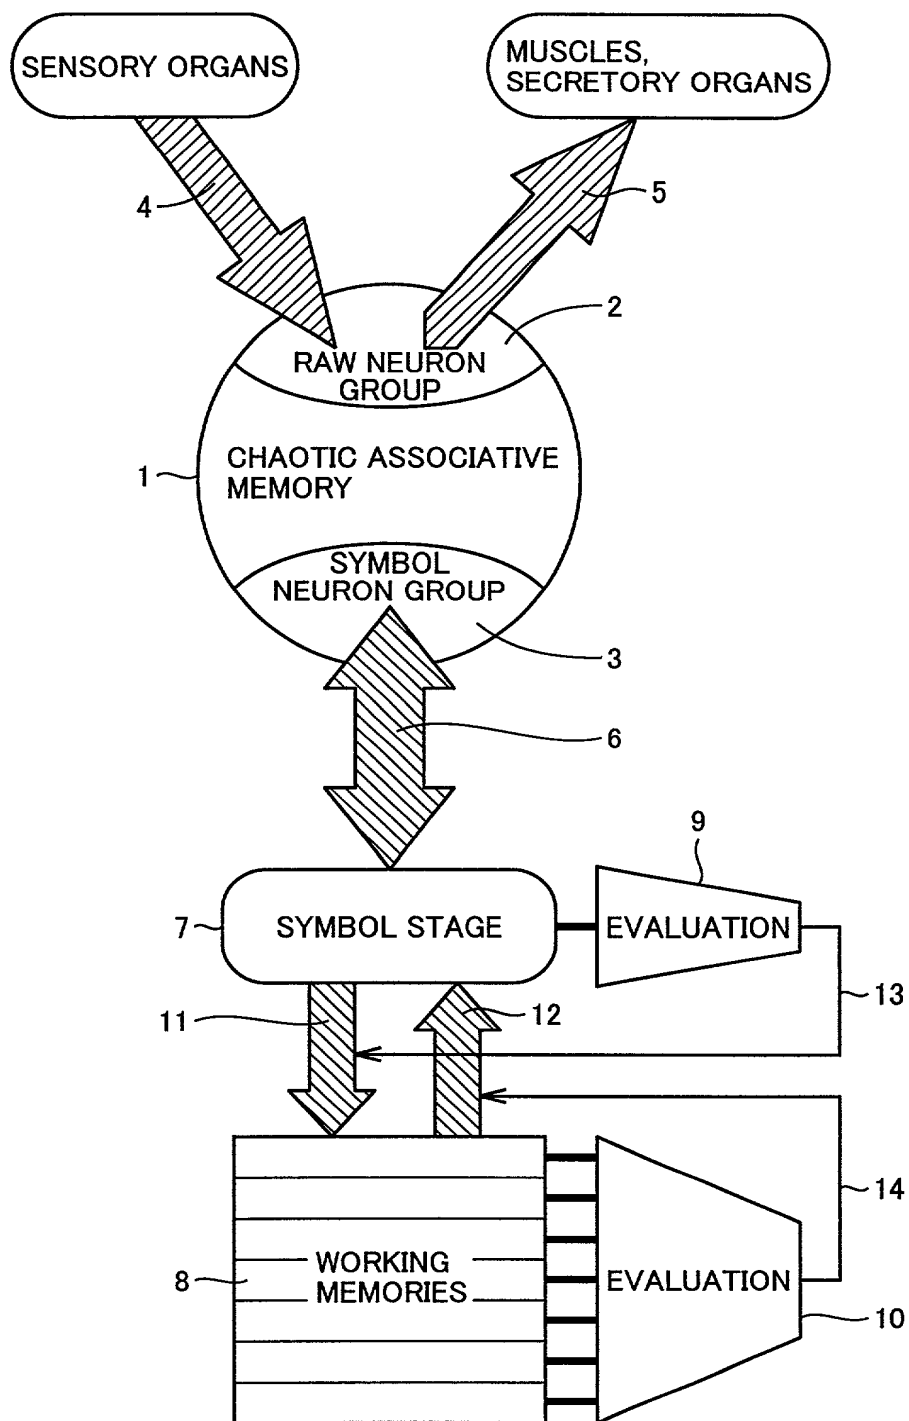 SENSORY ORGANS
MUSCLES,
SECRETORY ORGANS
4
5
2
RAW NEURON
GROUP
1
CHAOTIC ASSOCIATIVE
MEMORY
SYMBOL
NEURON GROUP
3
6
9
7
SYMBOL STAGE
EVALUATION
13
11
12
14
8
WORKING
MEMORIES
EVALUATION
10